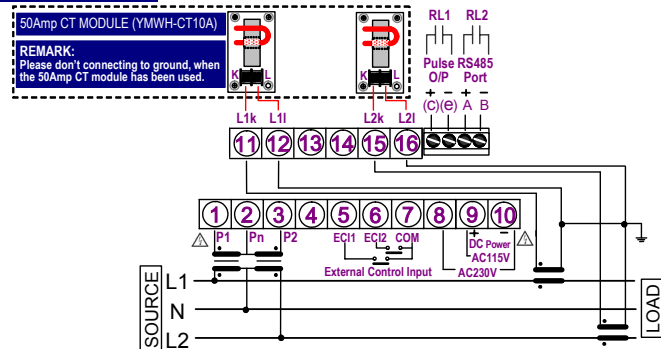 50Amp CT MODULE (YMWH-CT10A)
REMARK:
Please don't connecting to ground, when
the 50Amp CT module has been used.
K L
K L
RL1 RL2
Pulse RS485
O/P Port
+ − + −
(C) (e) A B
L1k L1l L2k L2l
11 12 13 14 15 16
1 2 3 4 5 6 7 8 9 10
P1 Pn P2 ECI1 ECI2 COM + −
DC Power
AC115V
External Control Input AC230V
SOURCE
L1
N
L2
LOAD